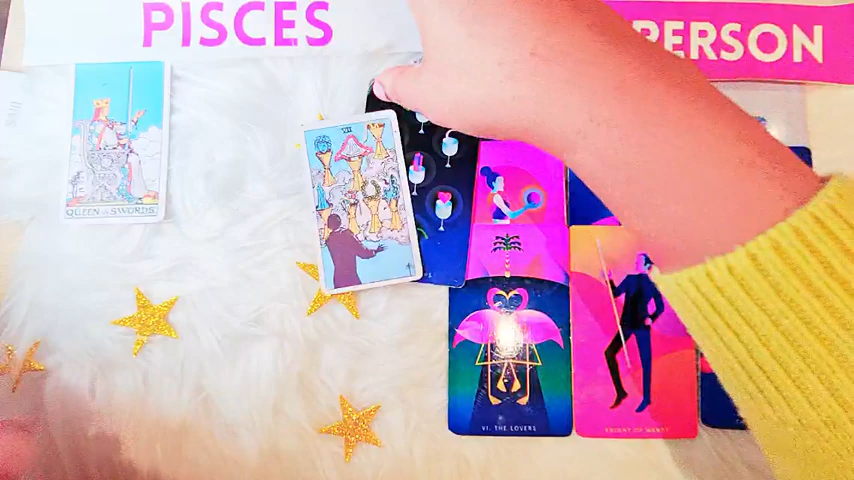 PISCES
PERSON
VII
QUEEN of SWORDS
VI. THE LOVERS
KNIGHT OF WANDS